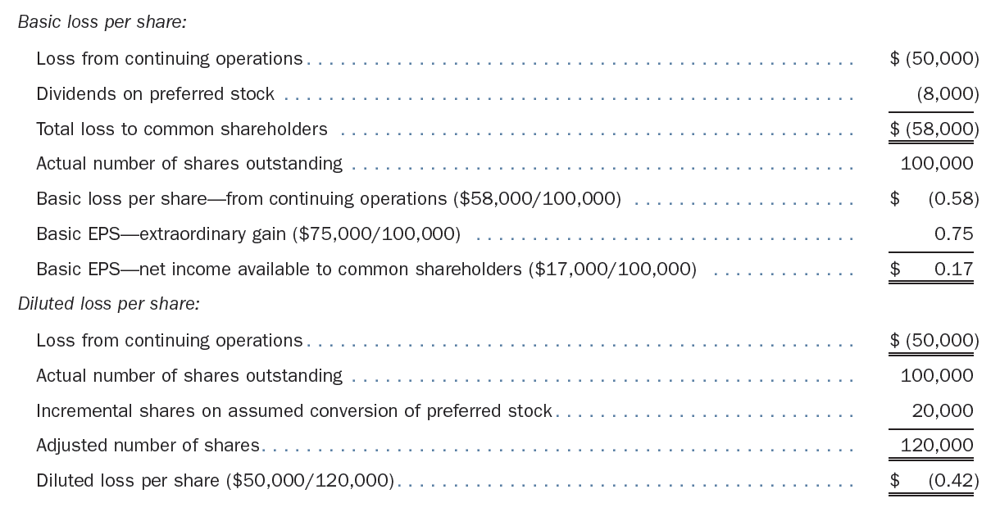 Basic loss per share:
Loss from continuing operations $ (50,000)
Dividends on preferred stock (8,000)
Total loss to common shareholders $ (58,000)
Actual number of shares outstanding 100,000
Basic loss per share—from continuing operations ($58,000/100,000) $ (0.58)
Basic EPS—extraordinary gain ($75,000/100,000) 0.75
Basic EPS—net income available to common shareholders ($17,000/100,000) $ 0.17
Diluted loss per share:
Loss from continuing operations $ (50,000)
Actual number of shares outstanding 100,000
Incremental shares on assumed conversion of preferred stock 20,000
Adjusted number of shares 120,000
Diluted loss per share ($50,000/120,000) $ (0.42)